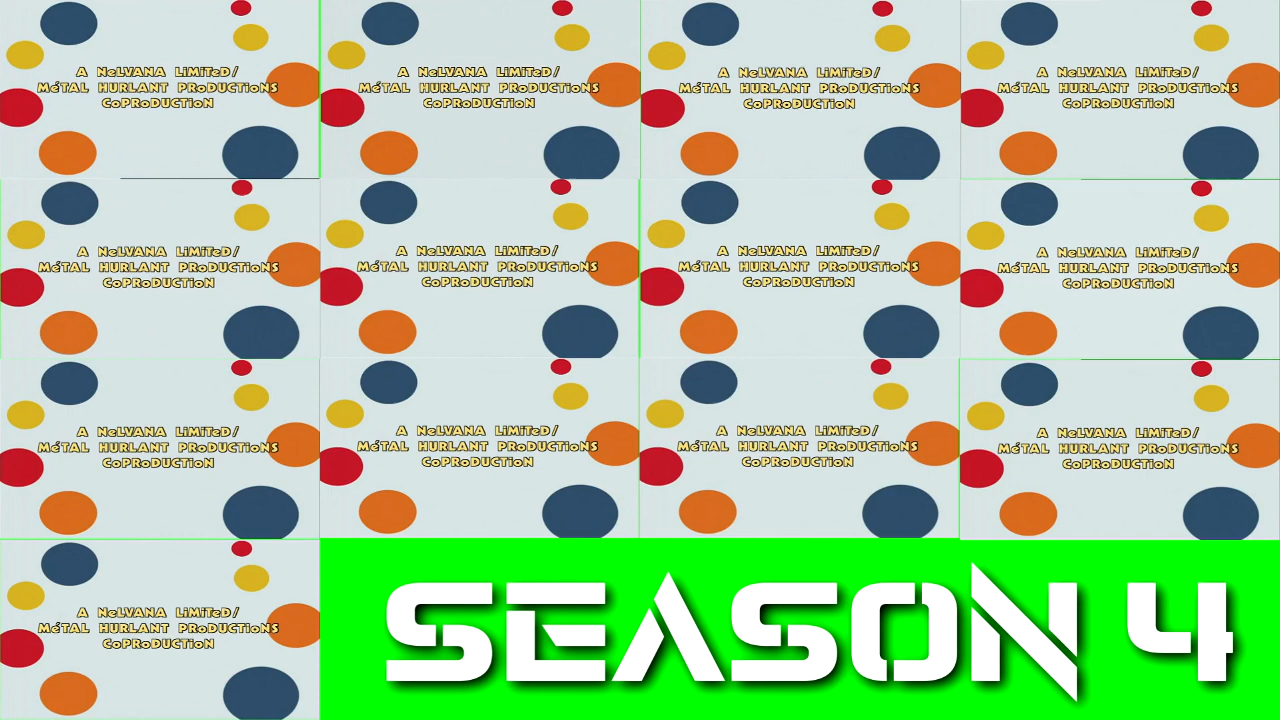 A NeLVANA LiMiTeD/
MéTAL HURLANT PRoDUCTioNS
CoPRoDUCTioN
A NeLVANA LiMiTeD/
MéTAL HURLANT PRoDUCTioNS
CoPRoDUCTioN
A NeLVANA LiMiTeD/
MéTAL HURLANT PRoDUCTioNS
CoPRoDUCTioN
A NeLVANA LiMiTeD/
MéTAL HURLANT PRoDUCTioNS
CoPRoDUCTioN
A NeLVANA LiMiTeD/
MéTAL HURLANT PRoDUCTioNS
CoPRoDUCTioN
A NeLVANA LiMiTeD/
MéTAL HURLANT PRoDUCTioNS
CoPRoDUCTioN
A NeLVANA LiMiTeD/
MéTAL HURLANT PRoDUCTioNS
CoPRoDUCTioN
A NeLVANA LiMiTeD/
MéTAL HURLANT PRoDUCTioNS
CoPRoDUCTioN
A NeLVANA LiMiTeD/
MéTAL HURLANT PRoDUCTioNS
CoPRoDUCTioN
A NeLVANA LiMiTeD/
MéTAL HURLANT PRoDUCTioNS
CoPRoDUCTioN
A NeLVANA LiMiTeD/
MéTAL HURLANT PRoDUCTioNS
CoPRoDUCTioN
A NeLVANA LiMiTeD/
MéTAL HURLANT PRoDUCTioNS
CoPRoDUCTioN
A NeLVANA LiMiTeD/
MéTAL HURLANT PRoDUCTioNS
CoPRoDUCTioN
SEASON 4